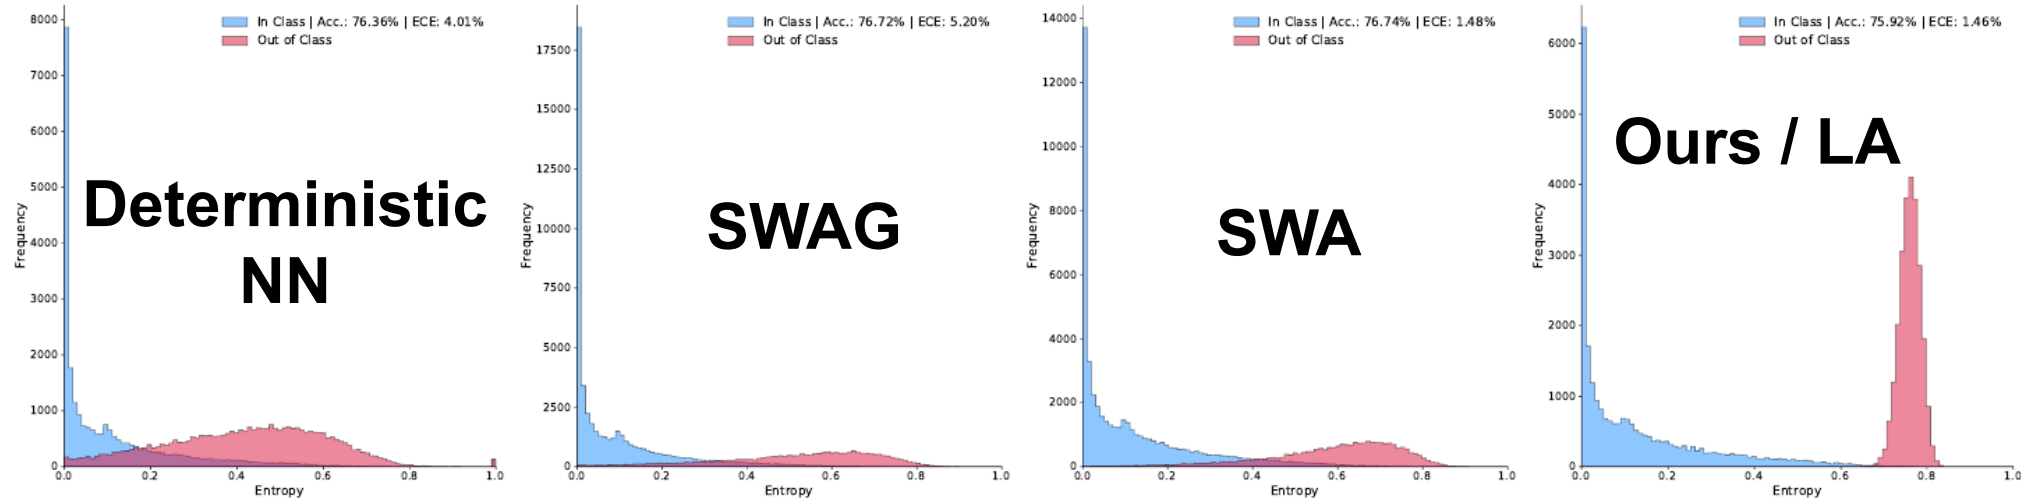 In Class | Acc.: 76.36% | ECE: 4.01%
Out of Class
Deterministic
NN
Frequency
8000
7000
6000
5000
4000
3000
2000
1000
0
0.0 0.2 0.4 0.6 0.8 1.0
Entropy
In Class | Acc.: 76.72% | ECE: 5.20%
Out of Class
SWAG
Frequency
17500
15000
12500
10000
7500
5000
2500
0
0.0 0.2 0.4 0.6 0.8 1.0
Entropy
In Class | Acc.: 76.74% | ECE: 1.48%
Out of Class
SWA
Frequency
14000
12000
10000
8000
6000
4000
2000
0
0.0 0.2 0.4 0.6 0.8 1.0
Entropy
In Class | Acc.: 75.92% | ECE: 1.46%
Out of Class
Ours / LA
Frequency
6000
5000
4000
3000
2000
1000
0
0.0 0.2 0.4 0.6 0.8 1.0
Entropy